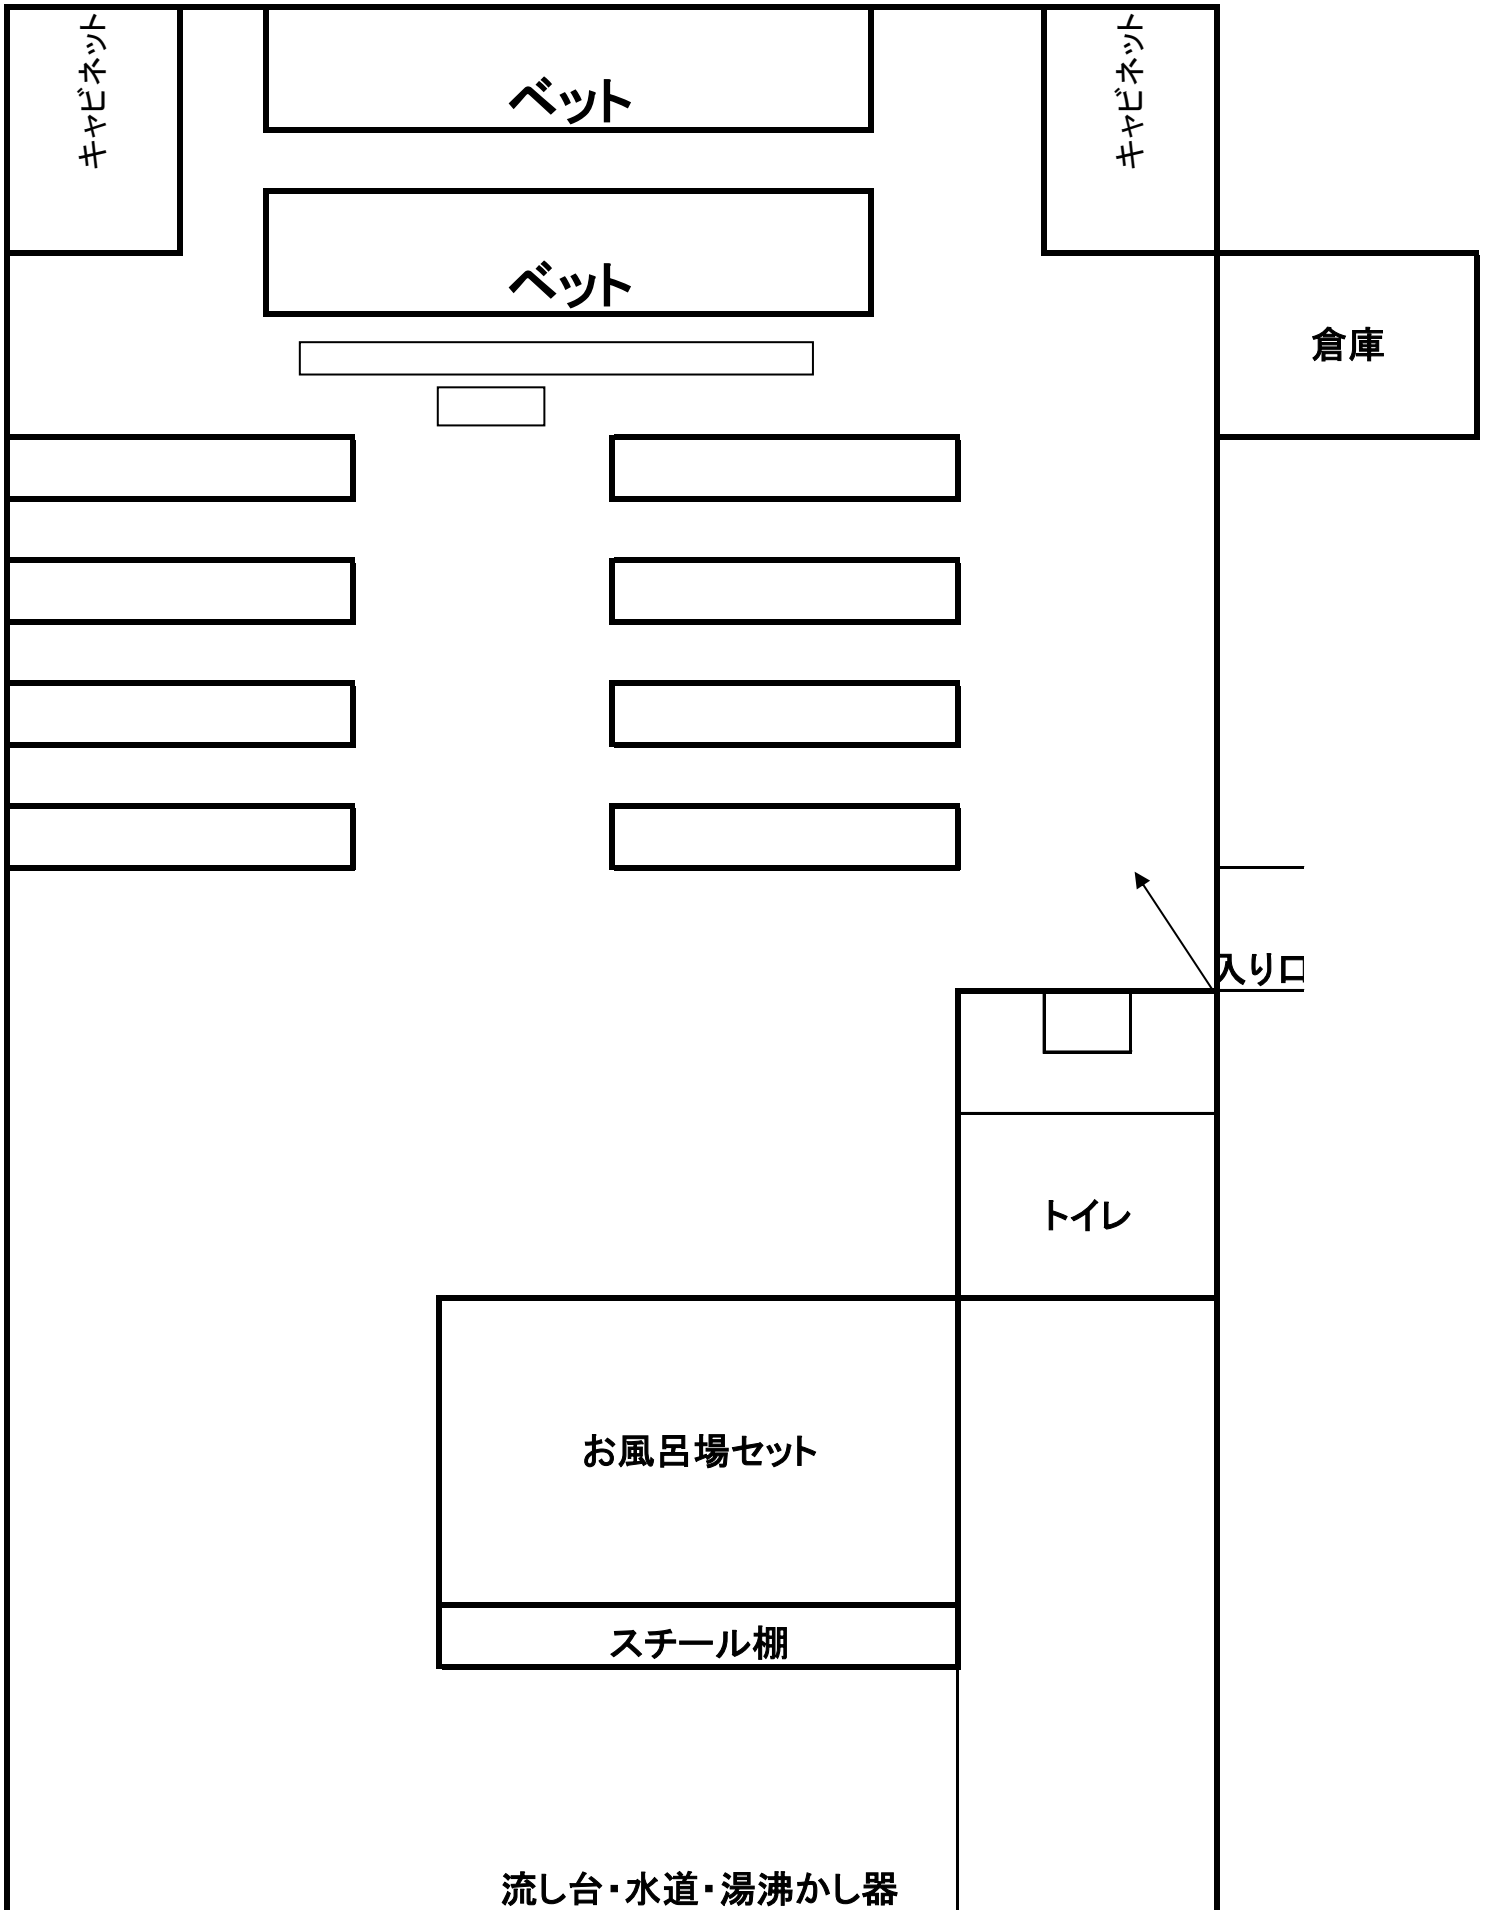 キャビネット
ベット
キャビネット
ベット
倉庫
入り口
トイレ
お風呂場セット
スチール棚
流し台・水道・湯沸かし器